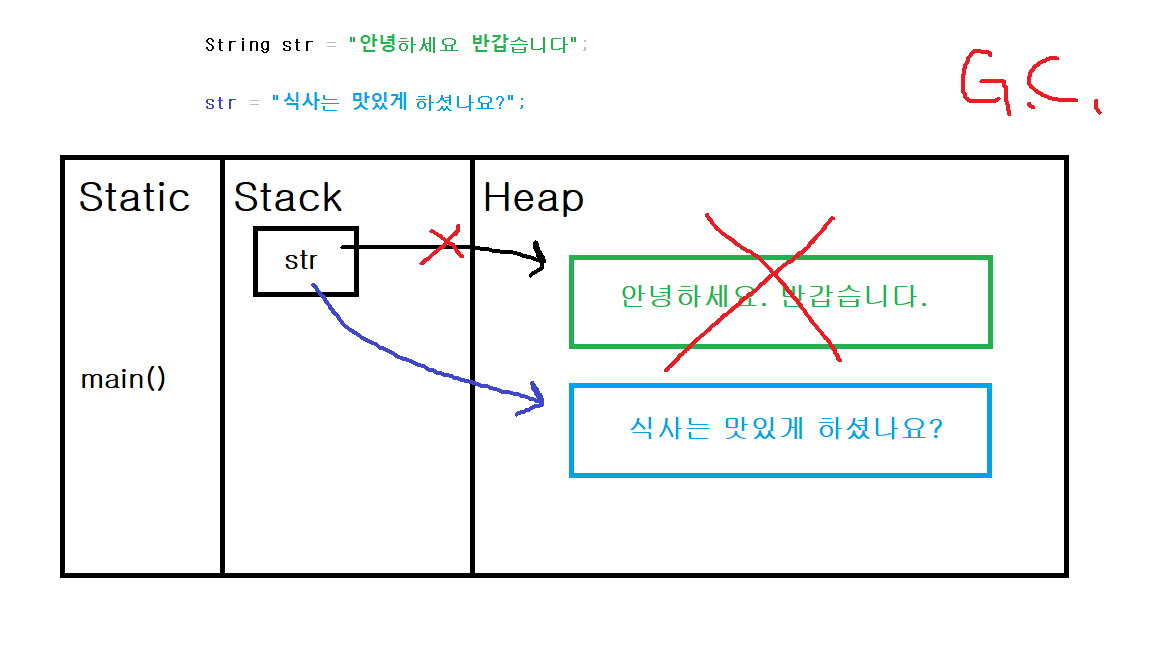 String str = "안녕하세요 반갑습니다";
str = "식사는 맛있게 하셨나요?";
G.C.
Static
Stack
Heap
str
안녕하세요. 반갑습니다.
main()
식사는 맛있게 하셨나요?